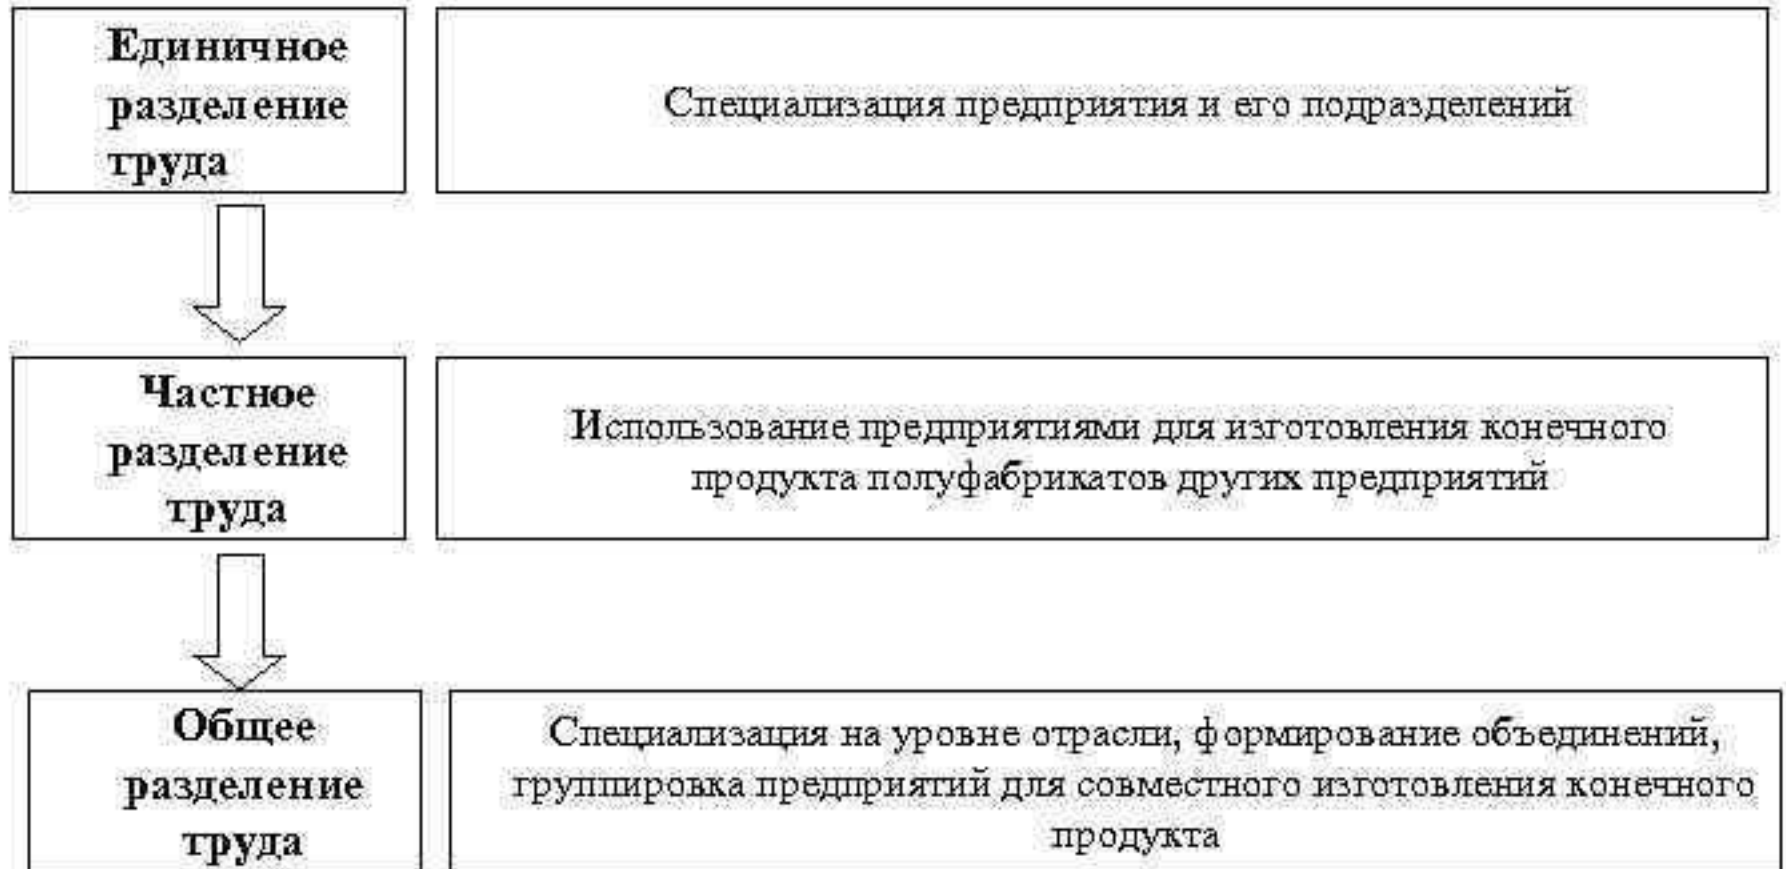 Единичное
разделение
труда
Специализация предприятия и его подразделений
Частное
разделение
труда
Использование предприятиями для изготовления конечного
продукта полуфабрикатов других предприятий
Общее
разделение
труда
Специализация на уровне отрасли, формирование объединений,
группировка предприятий для совместного изготовления конечного
продукта